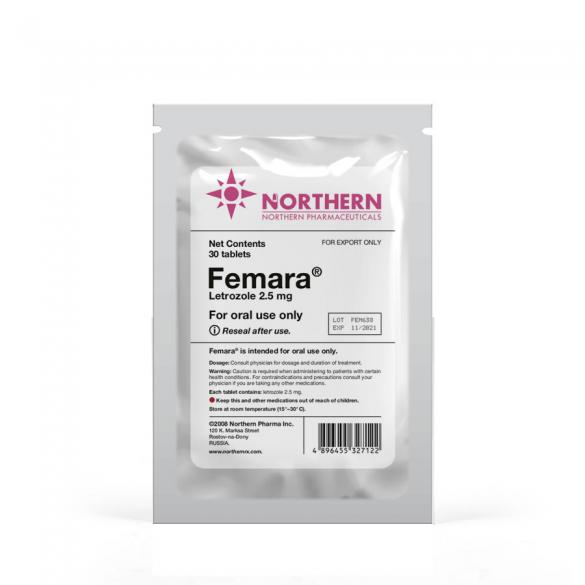 NORTHERN
NORTHERN PHARMACEUTICALS
Net Contents
30 tablets
FOR EXPORT ONLY
Femara®
Letrozole 2.5 mg
For oral use only
Reseal after use.
LOT FEM630
EXP 11/2021
Femara® is intended for oral use only.
Dosage: Consult physician for dosage and duration of treatment.
Warning: Caution is required when administering to patients with certain
health conditions. For contraindications and precautions consult your
physician if you are taking any other medications.
Each tablet contains: letrozole 2.5 mg.
Keep this and other medications out of reach of children.
Store at room temperature (15°–30° C).
©2008 Northern Pharma Inc.
120 K. Marksa Street
Rostov-na-Dony
RUSSIA.
www.northernrx.com.
4 896455 327122